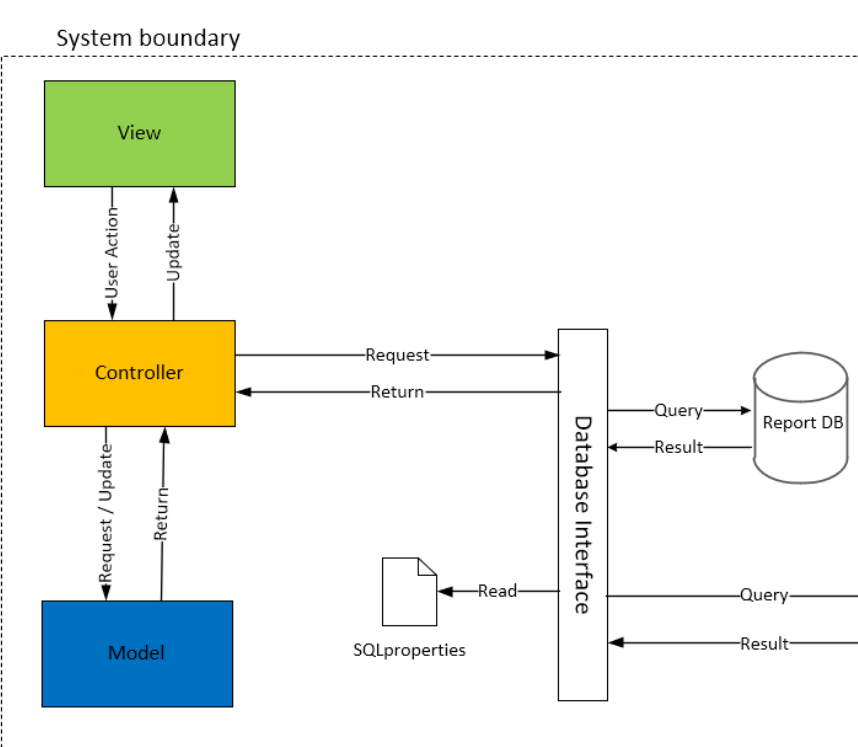 System boundary
View
User Action
Update
Controller
Request
Return
Query
Report DB
Result
Request / Update
Return
Database Interface
Read
SQLproperties
Query
Result
Model